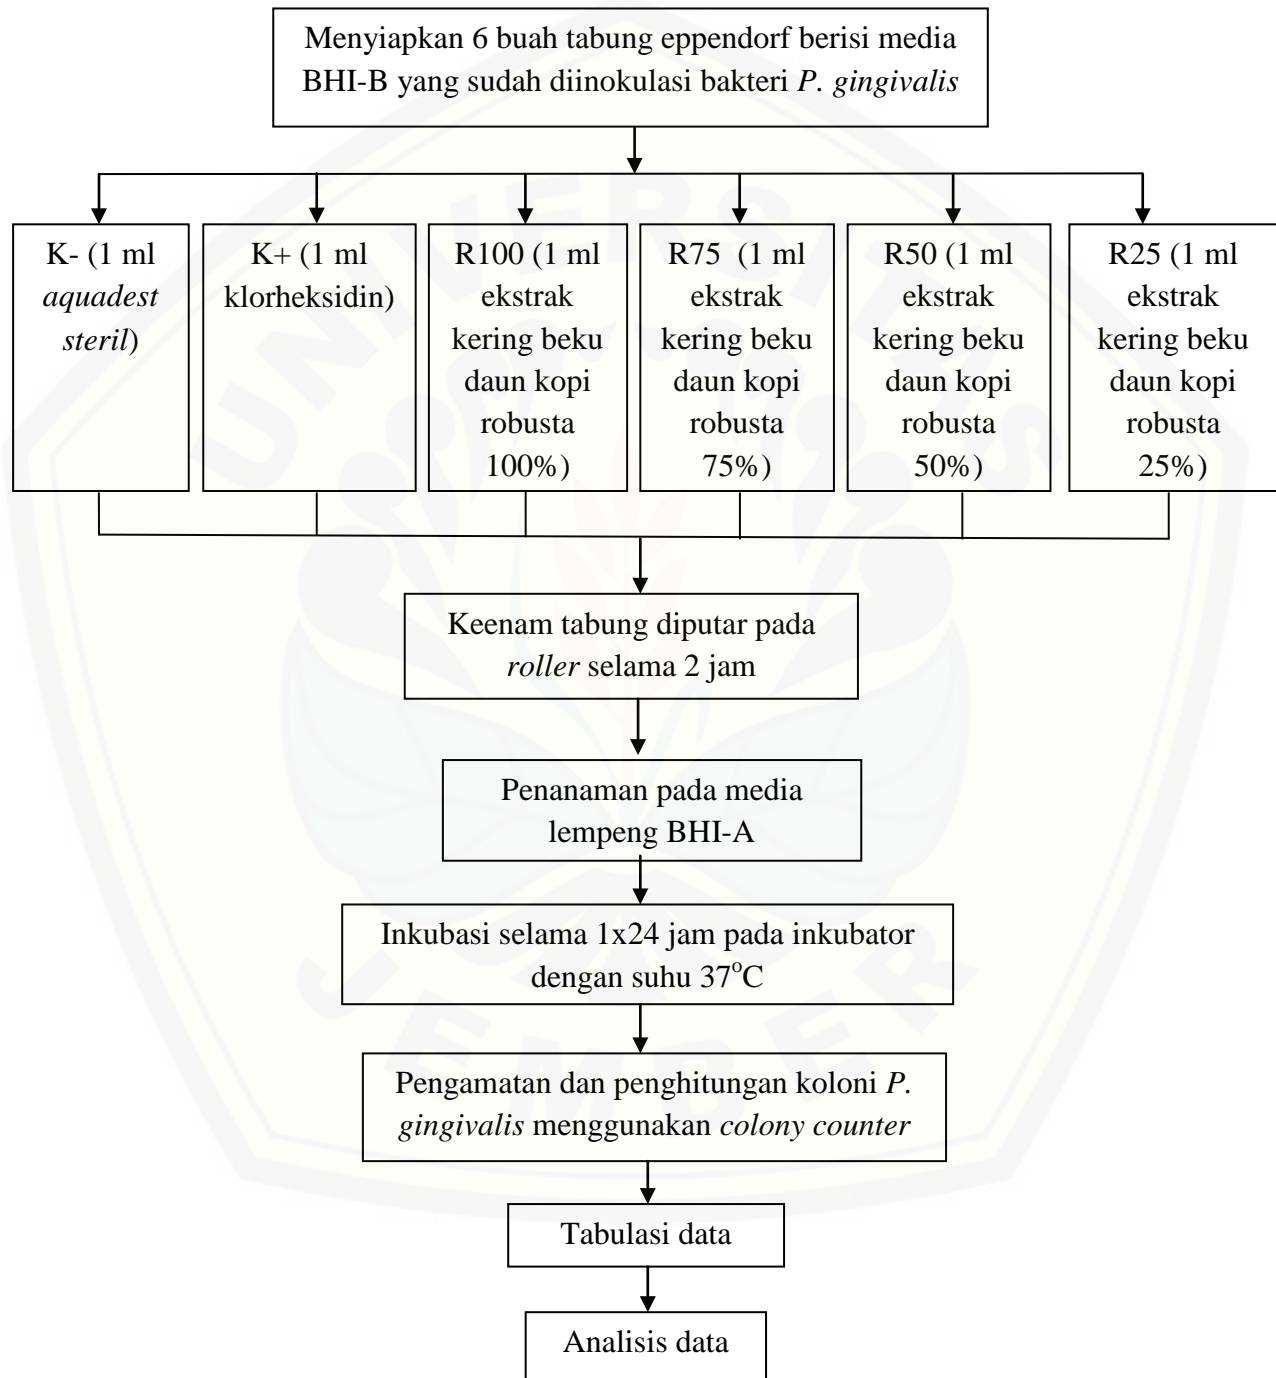 Menyiapkan 6 buah tabung eppendorf berisi media
BHI-B yang sudah diinokulasi bakteri P. gingivalis
K- (1 ml
aquadest
steril)
K+ (1 ml
klorheksidin)
R100 (1 ml
ekstrak
kering beku
daun kopi
robusta
100%)
R75 (1 ml
ekstrak
kering beku
daun kopi
robusta
75%)
R50 (1 ml
ekstrak
kering beku
daun kopi
robusta
50%)
R25 (1 ml
ekstrak
kering beku
daun kopi
robusta
25%)
Keenam tabung diputar pada
roller selama 2 jam
Penanaman pada media
lempeng BHI-A
Inkubasi selama 1x24 jam pada inkubator
dengan suhu 37°C
Pengamatan dan penghitungan koloni P.
gingivalis menggunakan colony counter
Tabulasi data
Analisis data
UNIVERSITAS
JEMBER